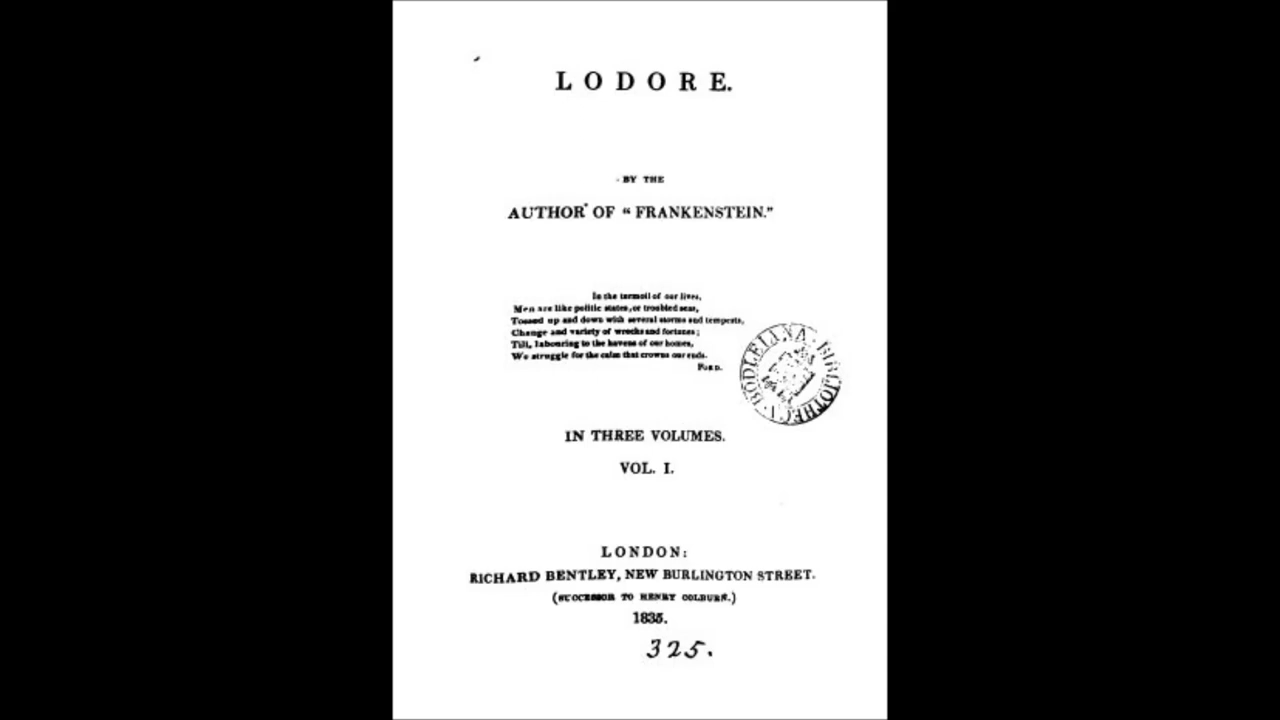 LODORE.
BY THE
AUTHOR OF “FRANKENSTEIN.”
In the turmoil of our lives,
Men are like politic states, or troubled seas,
Tossed up and down with several storms and tempests,
Change and variety of wrecks and fortunes;
Till, labouring to the havens of our homes,
We struggle for the calm that crowns our ends.
FORD.
BODLEIANA BIBLIOTHECA
IN THREE VOLUMES.
VOL. I.
LONDON:
RICHARD BENTLEY, NEW BURLINGTON STREET.
(SUCCESSOR TO HENRY COLBURN.)
1835.
325.